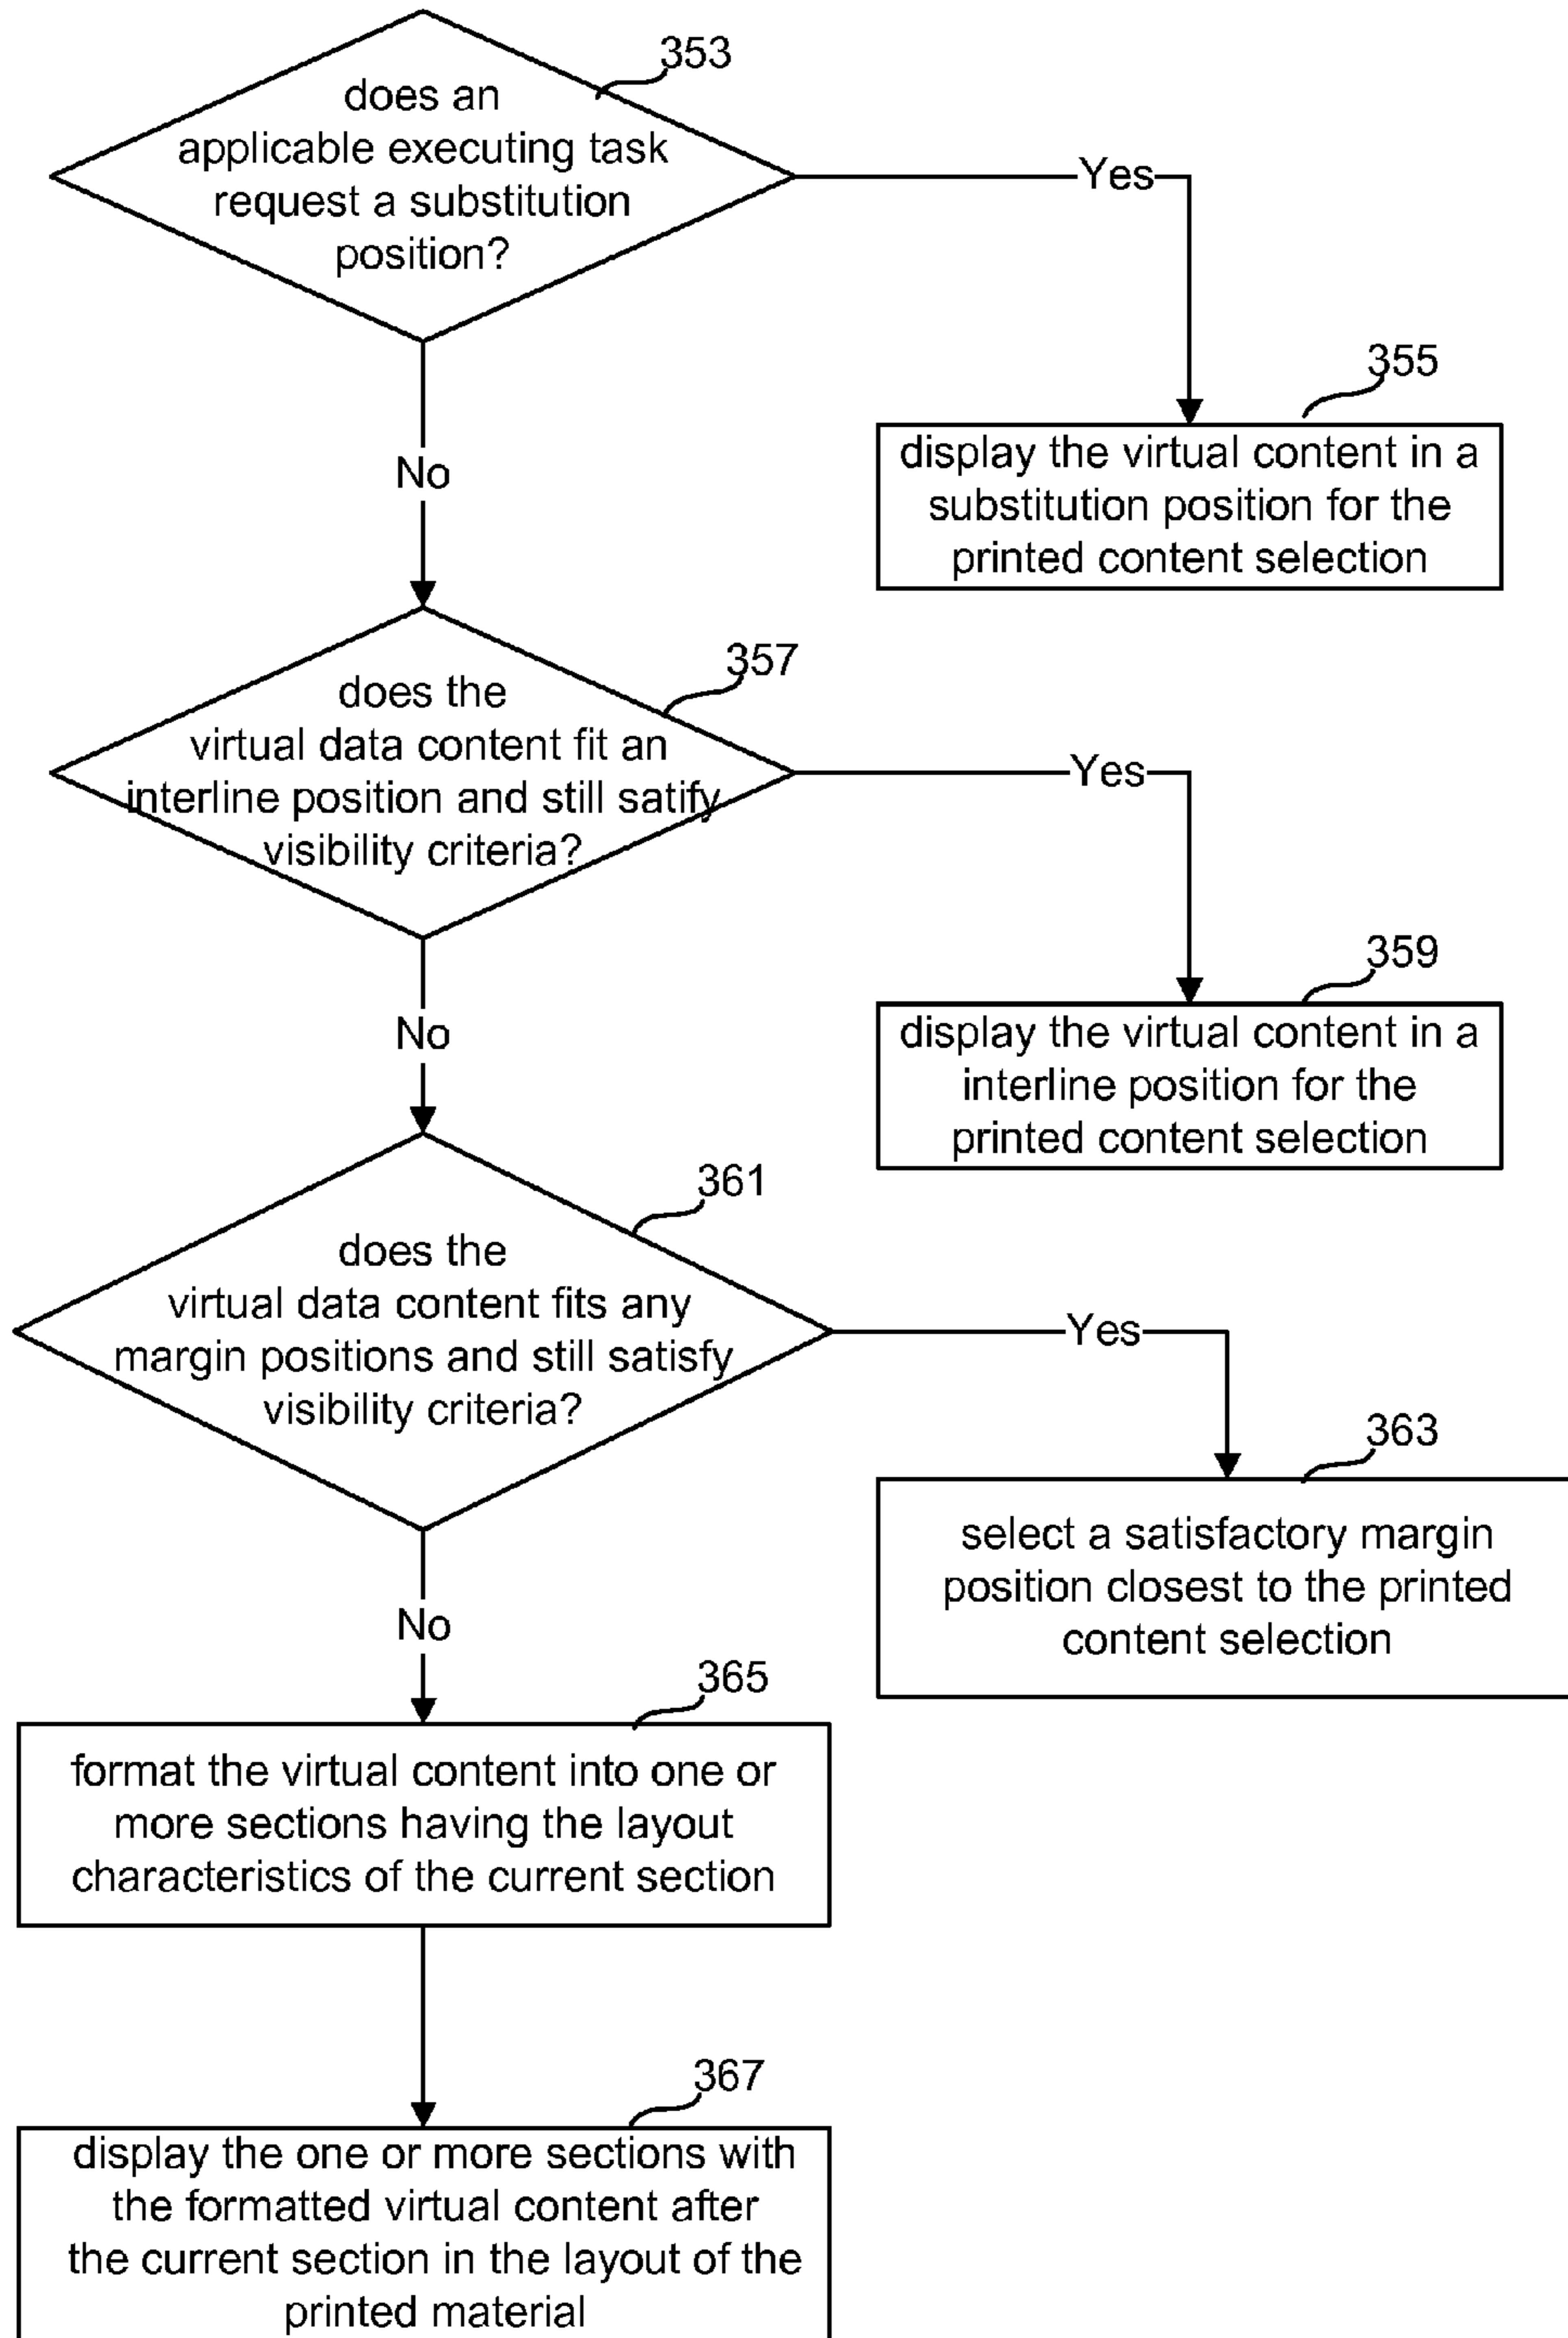 353
does an
applicable executing task
request a substitution
position?
Yes
355
display the virtual content in a
substitution position for the
printed content selection
No
357
does the
virtual data content fit an
interline position and still satify
visibility criteria?
Yes
359
display the virtual content in a
interline position for the
printed content selection
No
361
does the
virtual data content fits any
margin positions and still satisfy
visibility criteria?
Yes
363
select a satisfactory margin
position closest to the printed
content selection
No
365
format the virtual content into one or
more sections having the layout
characteristics of the current section
367
display the one or more sections with
the formatted virtual content after
the current section in the layout of the
printed material